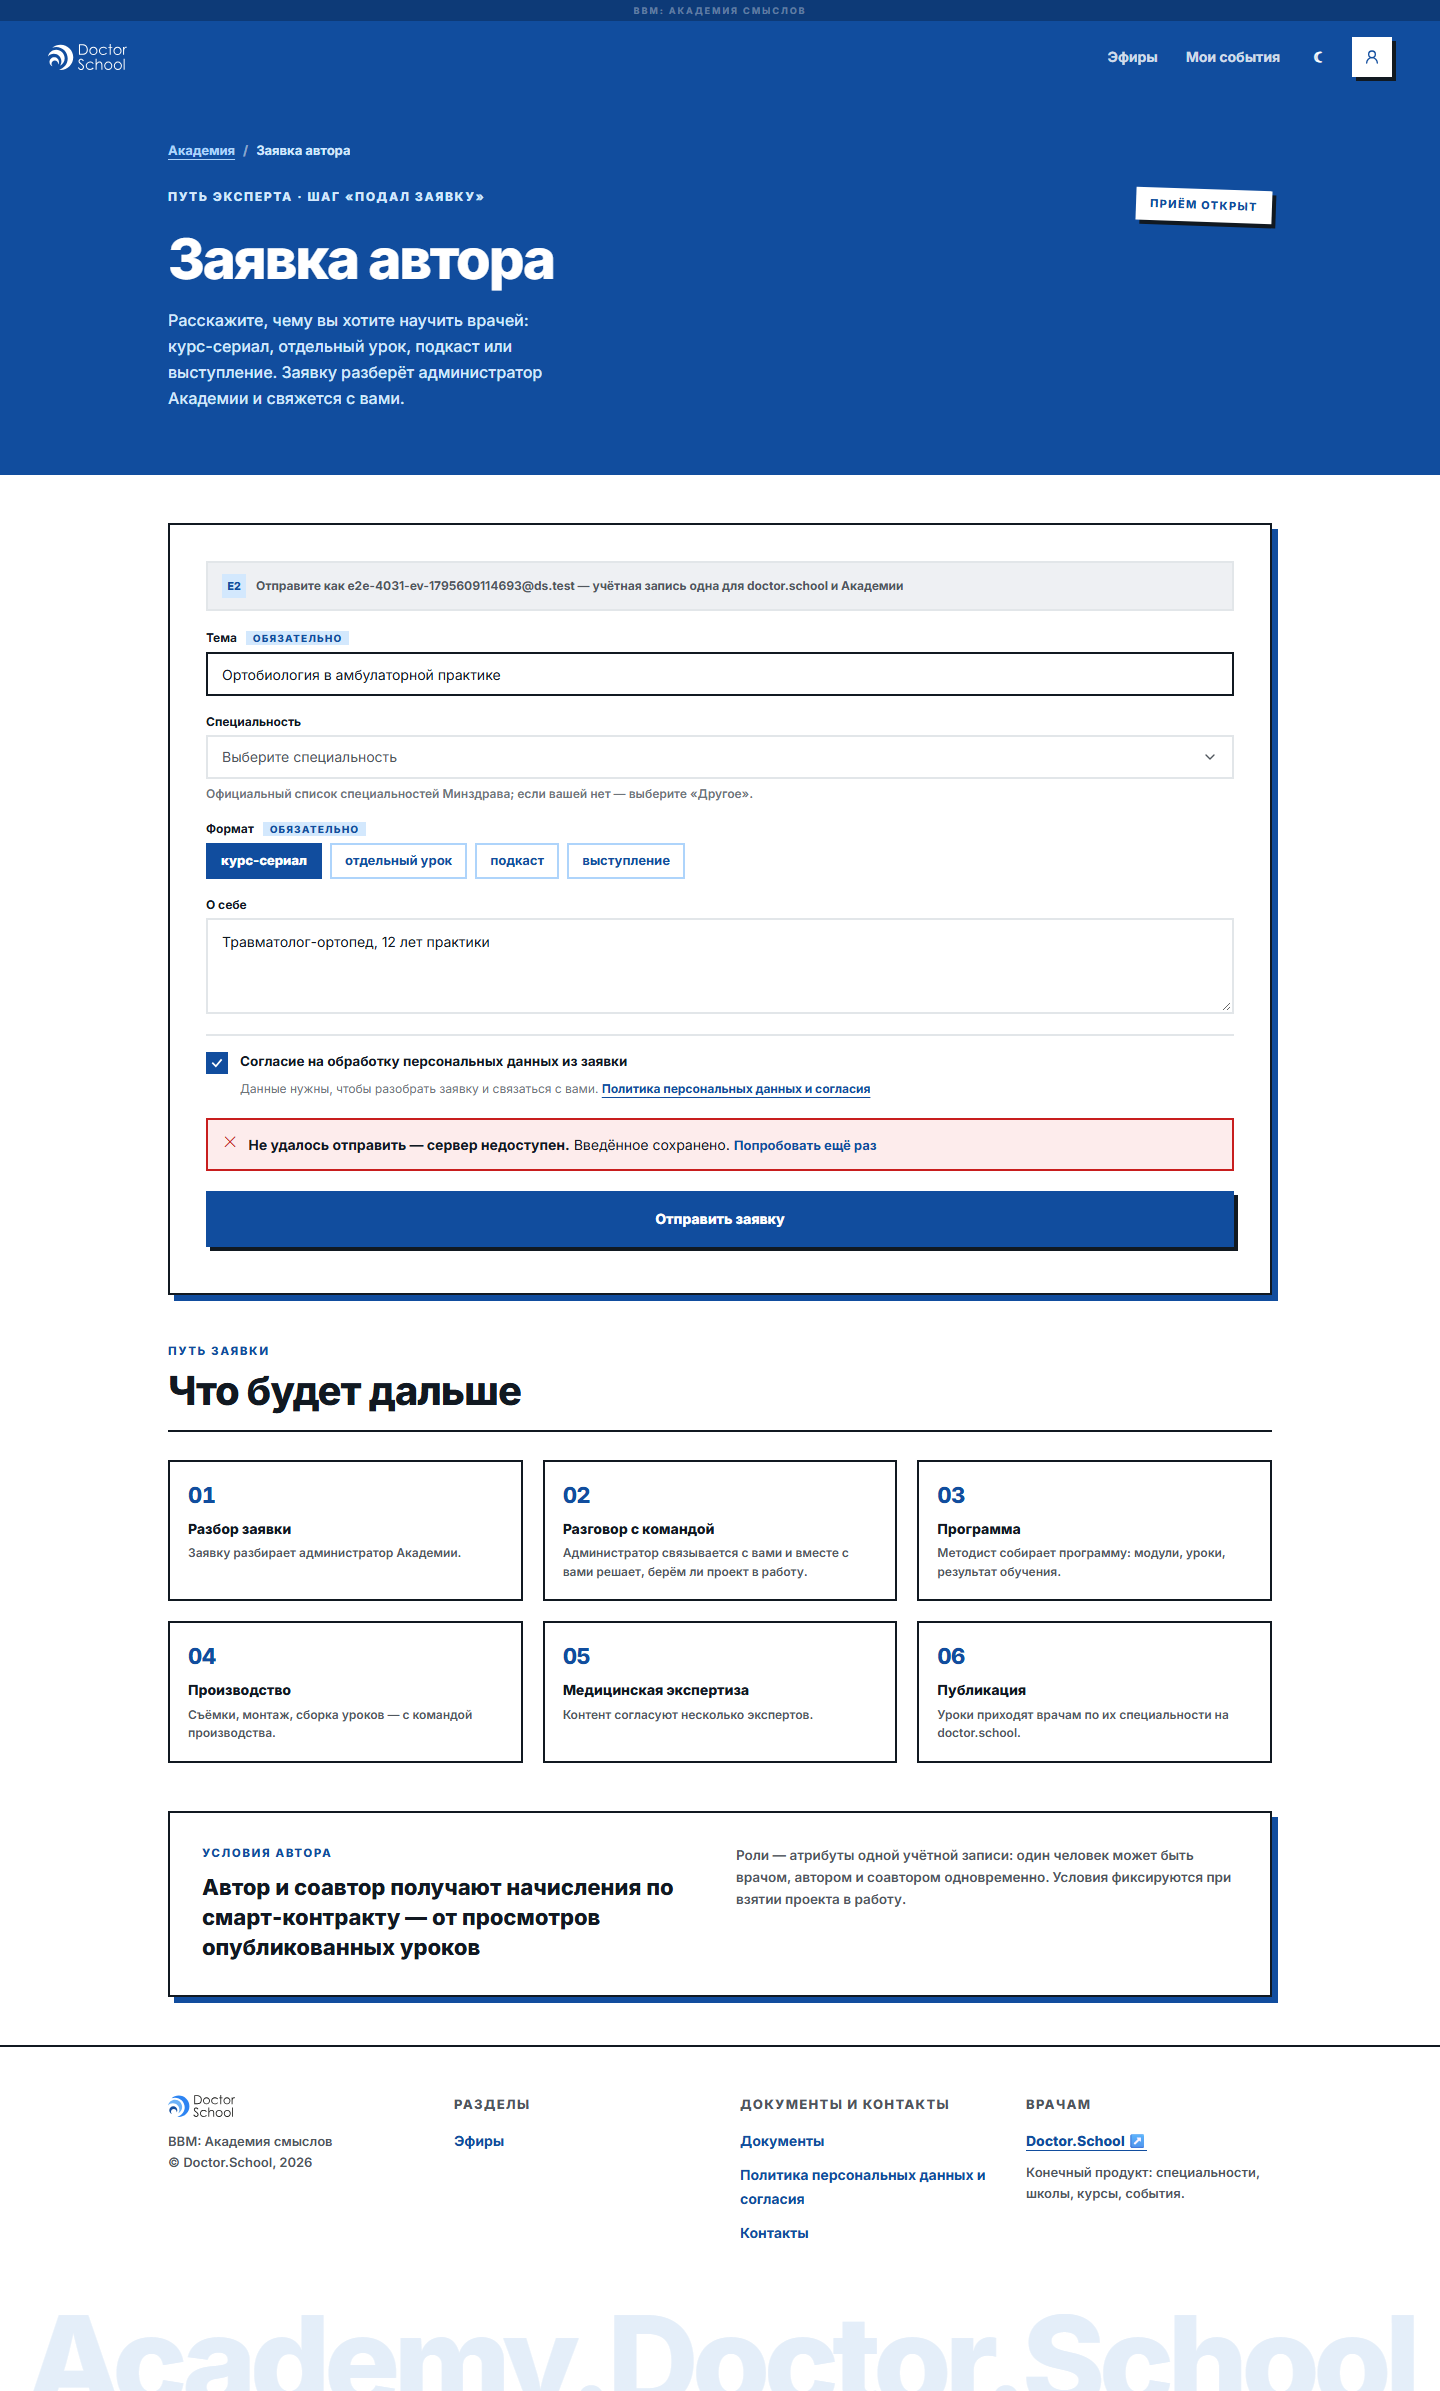 ВВМ: АКАДЕМИЯ СМЫСЛОВ
Doctor
School
Эфиры
Мои события
Академия / Заявка автора
ПУТЬ ЭКСПЕРТА · ШАГ «ПОДАЛ ЗАЯВКУ»
ПРИЁМ ОТКРЫТ
Заявка автора
Расскажите, чему вы хотите научить врачей:
курс-сериал, отдельный урок, подкаст или
выступление. Заявку разберёт администратор
Академии и свяжется с вами.
E2 Отправите как e2e-4031-ev-1795609114693@ds.test — учётная запись одна для doctor.school и Академии
Тема ОБЯЗАТЕЛЬНО
Ортобиология в амбулаторной практике
Специальность
Выберите специальность
Официальный список специальностей Минздрава; если вашей нет — выберите «Другое».
Формат ОБЯЗАТЕЛЬНО
курс-сериал
отдельный урок
подкаст
выступление
О себе
Травматолог-ортопед, 12 лет практики
Согласие на обработку персональных данных из заявки
Данные нужны, чтобы разобрать заявку и связаться с вами. Политика персональных данных и согласия
Не удалось отправить — сервер недоступен. Введённое сохранено. Попробовать ещё раз
Отправить заявку
ПУТЬ ЗАЯВКИ
Что будет дальше
01
Разбор заявки
Заявку разбирает администратор Академии.
02
Разговор с командой
Администратор связывается с вами и вместе с
вами решает, берём ли проект в работу.
03
Программа
Методист собирает программу: модули, уроки,
результат обучения.
04
Производство
Съёмки, монтаж, сборка уроков — с командой
производства.
05
Медицинская экспертиза
Контент согласуют несколько экспертов.
06
Публикация
Уроки приходят врачам по их специальности на
doctor.school.
УСЛОВИЯ АВТОРА
Автор и соавтор получают начисления по
смарт-контракту — от просмотров
опубликованных уроков
Роли — атрибуты одной учётной записи: один человек может быть
врачом, автором и соавтором одновременно. Условия фиксируются при
взятии проекта в работу.
Doctor
School
ВВМ: Академия смыслов
© Doctor.School, 2026
РАЗДЕЛЫ
Эфиры
ДОКУМЕНТЫ И КОНТАКТЫ
Документы
Политика персональных данных и
согласия
Контакты
ВРАЧАМ
Doctor.School ↗
Конечный продукт: специальности,
школы, курсы, события.
Academy.Doctor.School